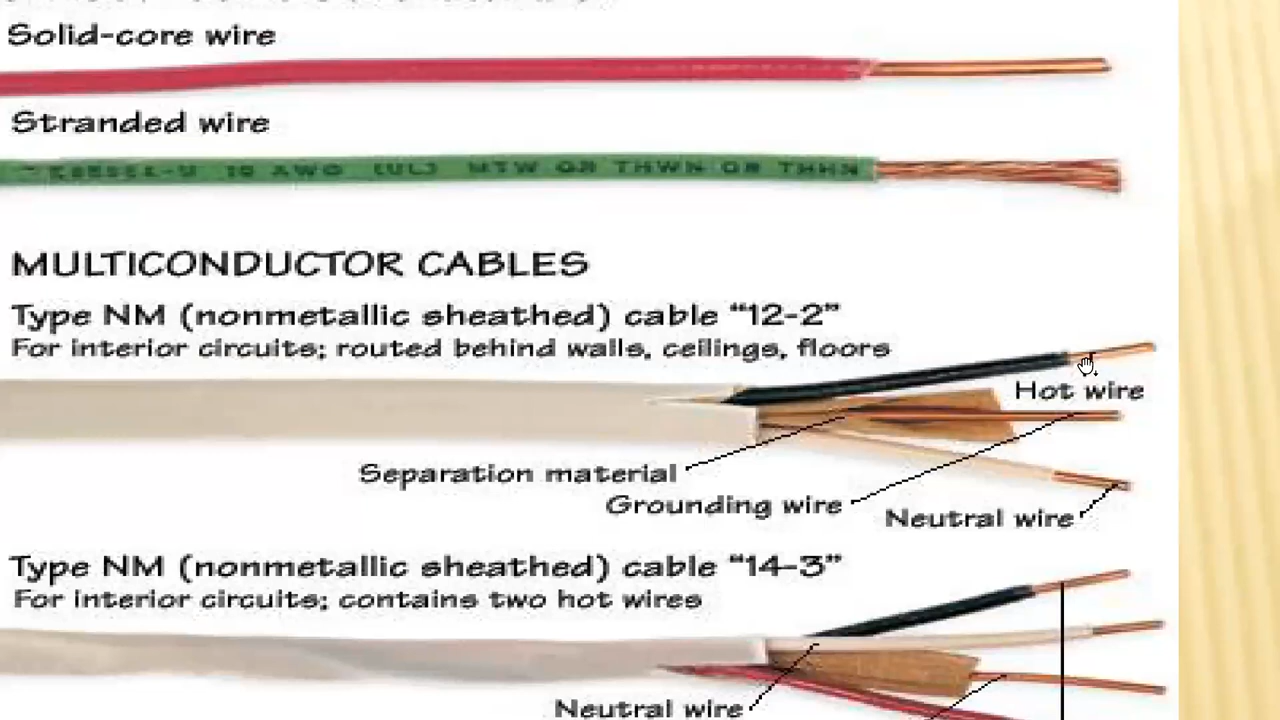 Solid-core wire
Stranded wire
AWG (UL) MTW OR THWN OR THHN
MULTICONDUCTOR CABLES
Type NM (nonmetallic sheathed) cable “12-2”
For interior circuits; routed behind walls, ceilings, floors
Hot wire
Separation material
Grounding wire
Neutral wire
Type NM (nonmetallic sheathed) cable “14-3”
For interior circuits; contains two hot wires
Neutral wire